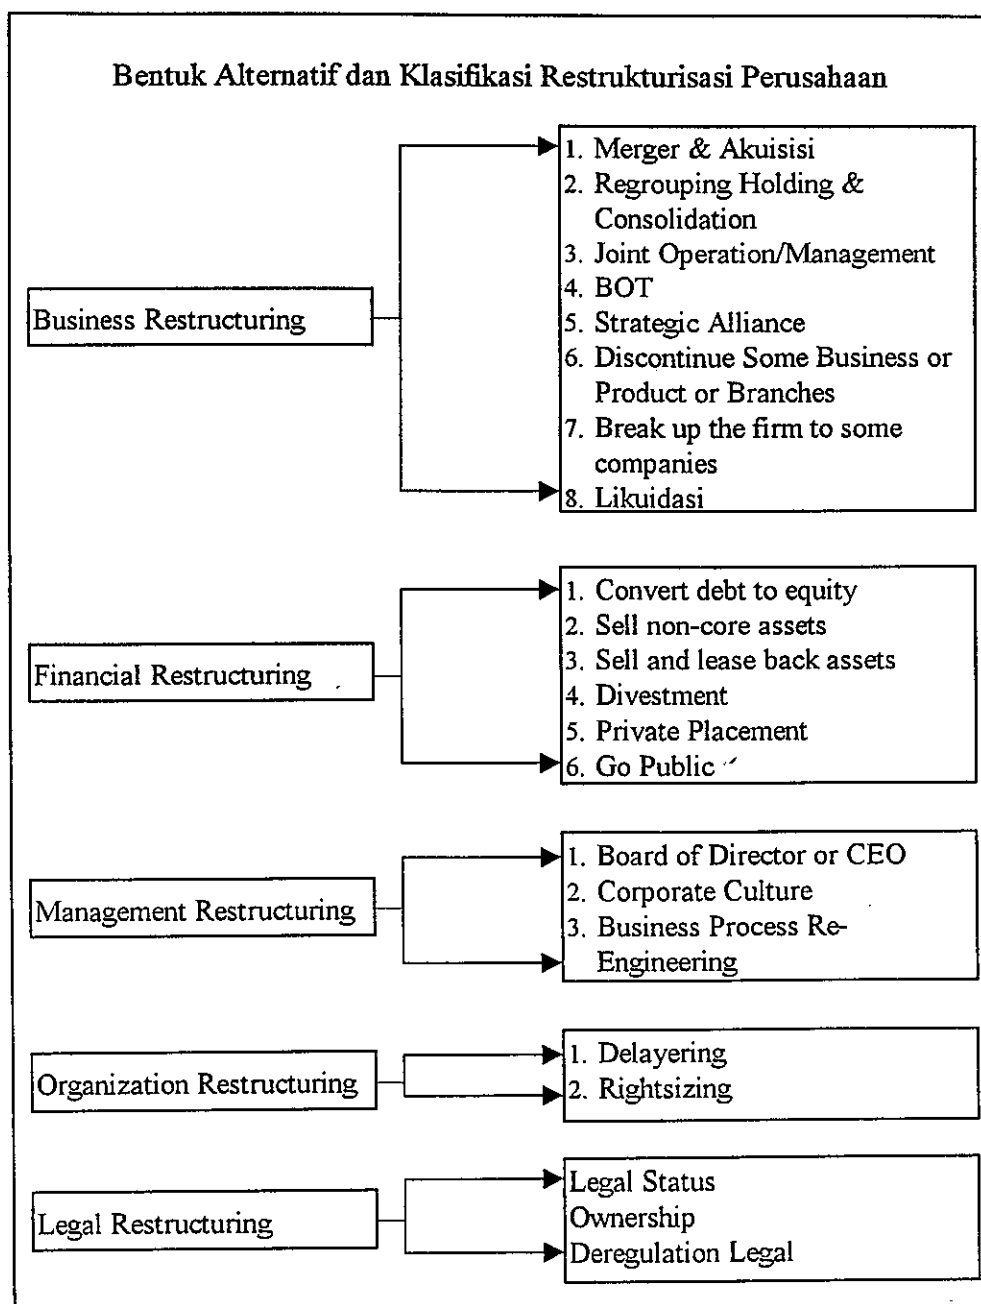 Bentuk Alternatif dan Klasifikasi Restrukturisasi Perusahaan
Business Restructuring
1. Merger & Akuisisi
2. Regrouping Holding &
Consolidation
3. Joint Operation/Management
4. BOT
5. Strategic Alliance
6. Discontinue Some Business or
Product or Branches
7. Break up the firm to some
companies
8. Likuidasi
Financial Restructuring
1. Convert debt to equity
2. Sell non-core assets
3. Sell and lease back assets
4. Divestment
5. Private Placement
6. Go Public
Management Restructuring
1. Board of Director or CEO
2. Corporate Culture
3. Business Process Re-
Engineering
Organization Restructuring
1. Delayering
2. Rightsizing
Legal Restructuring
Legal Status
Ownership
Deregulation Legal